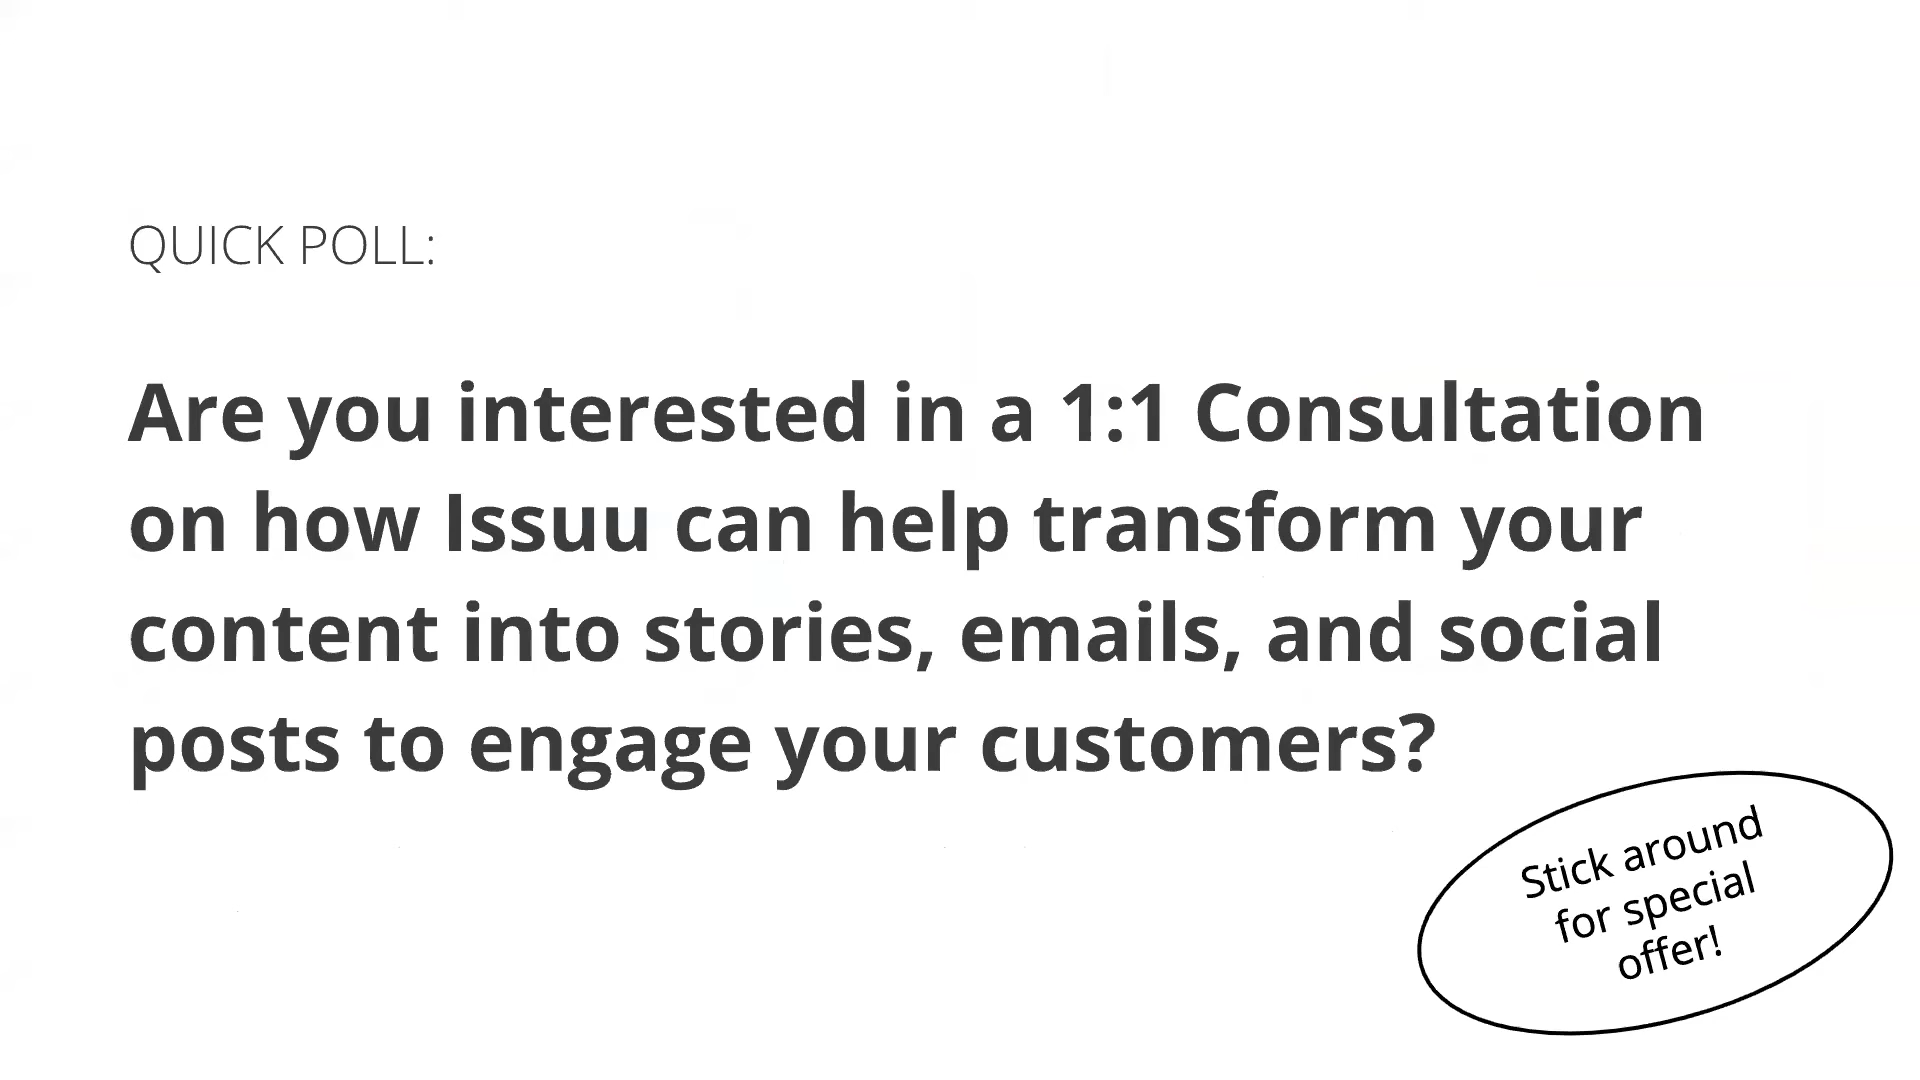 QUICK POLL:
Are you interested in a 1:1 Consultation
on how Issuu can help transform your
content into stories, emails, and social
posts to engage your customers?
Stick around
for special
offer!